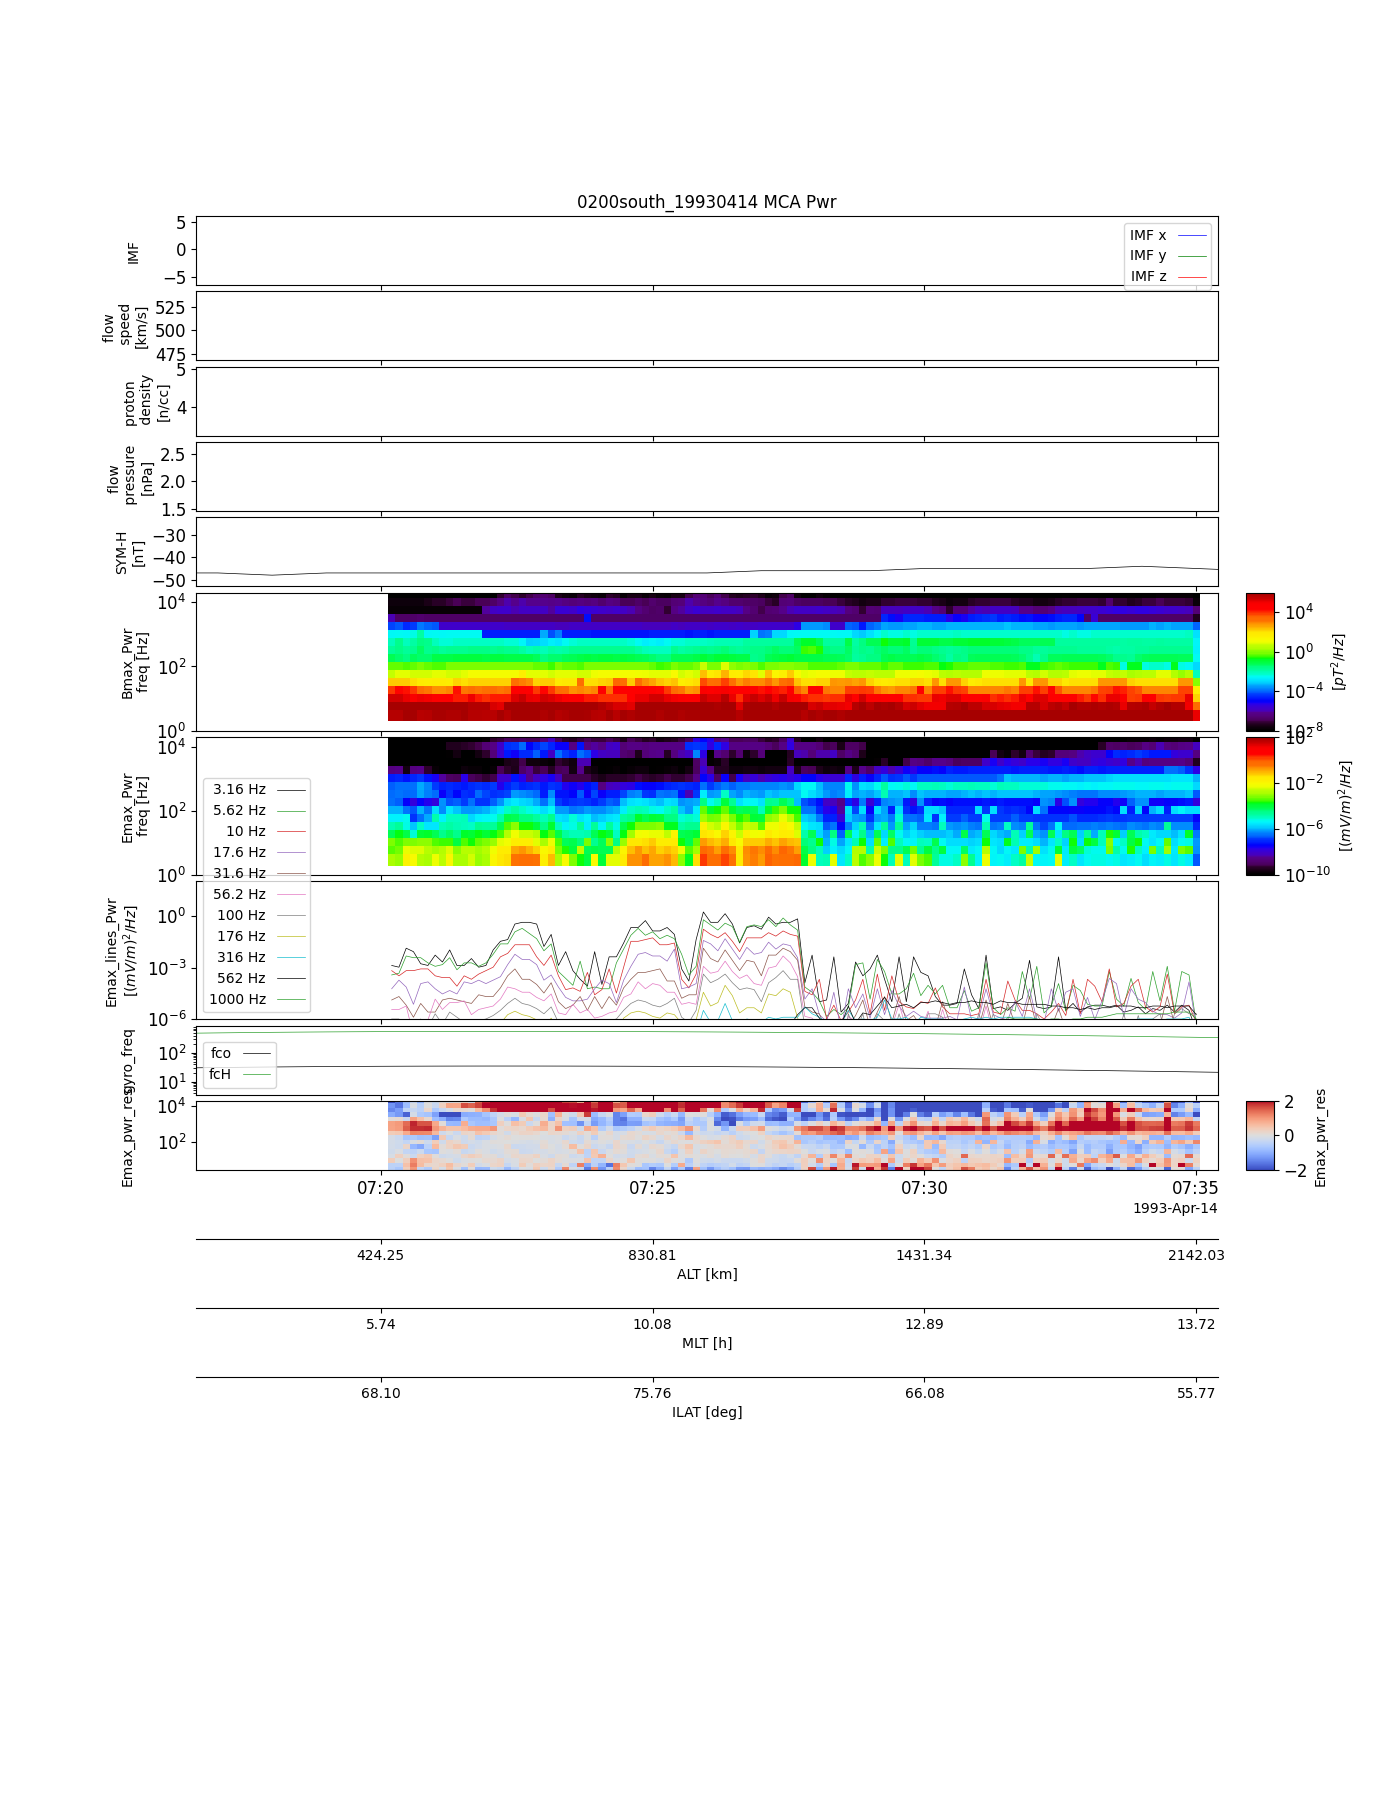 0200south_19930414 MCA Pwr
5
0
−5
IMF
IMF x
IMF y
IMF z
525
500
475
flow
speed
[km/s]
5
4
proton
density
[n/cc]
2.5
2.0
1.5
flow
pressure
[nPa]
−30
−40
−50
SYM-H
[nT]
10^4
10^2
10^0
Bmax_Pwr
freq [Hz]
10^4
10^0
10^−4
10^−8
[pT^2/Hz]
10^4
10^2
10^0
Emax_Pwr
freq [Hz]
10^2
10^−2
10^−6
10^−10
[(mV/m)^2/Hz]
3.16 Hz
5.62 Hz
10 Hz
17.6 Hz
31.6 Hz
56.2 Hz
100 Hz
176 Hz
316 Hz
562 Hz
1000 Hz
10^0
10^−3
10^−6
Emax_lines_Pwr
[(mV/m)^2/Hz]
10^2
10^1
gyro_freq
fco
fcH
10^4
10^2
Emax_pwr_res
2
0
−2
Emax_pwr_res
07:20 07:25 07:30 07:35
1993-Apr-14
424.25 830.81 1431.34 2142.03
ALT [km]
5.74 10.08 12.89 13.72
MLT [h]
68.10 75.76 66.08 55.77
ILAT [deg]